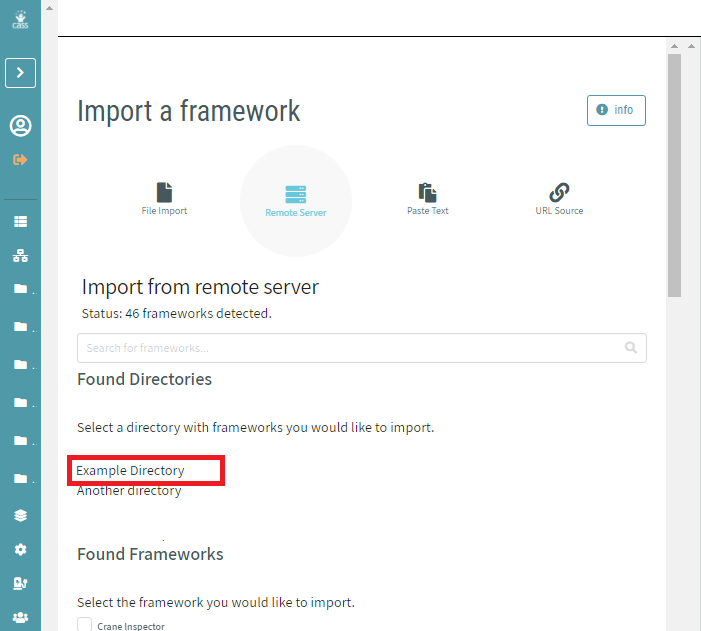 cass
Import a framework
info
File Import
Remote Server
Paste Text
URL Source
Import from remote server
Status: 46 frameworks detected.
Search for frameworks...
Found Directories
Select a directory with frameworks you would like to import.
Example Directory
Another directory
Found Frameworks
Select the framework you would like to import.
Crane Inspector